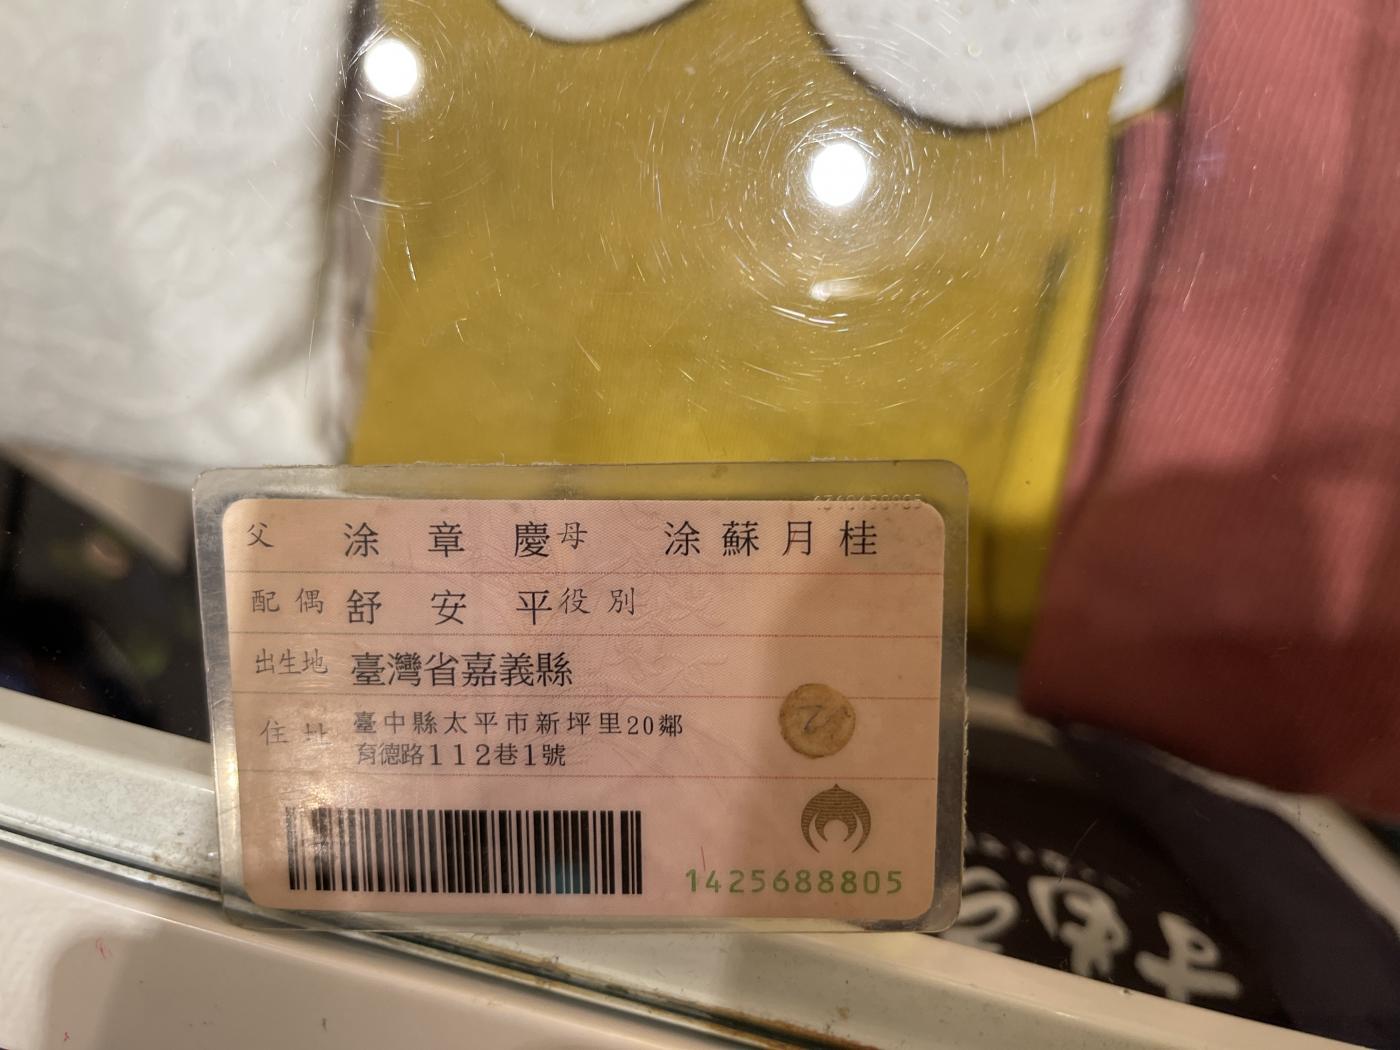 父 涂章慶 母 涂蘇月桂
配偶 舒安平 役別
出生地 臺灣省嘉義縣
住址 臺中縣太平市新坪里20鄰
育德路112巷1號
2
1425688805